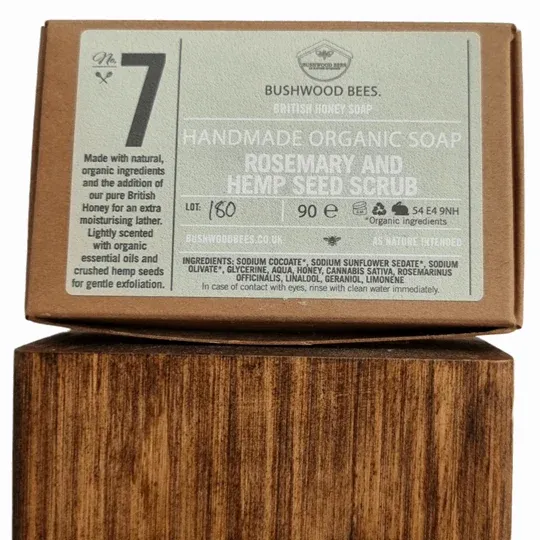 No.
7
Made with natural,
organic ingredients
and the addition of
our pure British
Honey for an extra
moisturising lather.
Lightly scented
with organic
essential oils and
crushed hemp seeds
for gentle exfoliation.
BUSHWOOD BEES
BUSHWOOD BEES.
BRITISH HONEY SOAP
HANDMADE ORGANIC SOAP
ROSEMARY AND
HEMP SEED SCRUB
LOT: 180
90 ℮
54 E4 9NH
*Organic ingredients
BUSHWOODBEES.CO.UK
AS NATURE INTENDED
INGREDIENTS: SODIUM COCOATE*, SODIUM SUNFLOWER SEDATE*, SODIUM
OLIVATE*, GLYCERINE, AQUA, HONEY, CANNABIS SATIVA, ROSEMARINUS
OFFICINALIS, LINALOOL, GERANIOL, LIMONENE
In case of contact with eyes, rinse with clean water immediately.